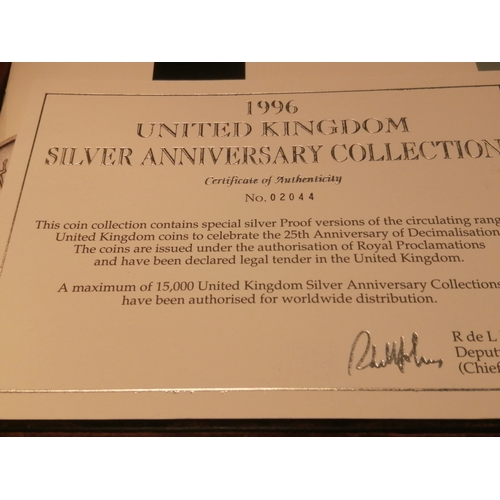 1996
UNITED KINGDOM
SILVER ANNIVERSARY COLLECTION
Certificate of Authenticity
No. 02044
This coin collection contains special silver Proof versions of the circulating rang
United Kingdom coins to celebrate the 25th Anniversary of Decimalisation
The coins are issued under the authorisation of Royal Proclamations
and have been declared legal tender in the United Kingdom.
A maximum of 15,000 United Kingdom Silver Anniversary Collections
have been authorised for worldwide distribution.
R de L
Deput
(Chief